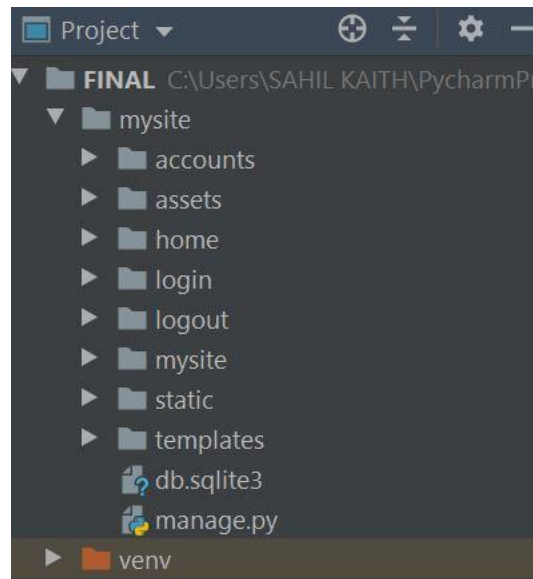 Project
FINAL C:\Users\SAHIL KAITH\PycharmPr
mysite
accounts
assets
home
login
logout
mysite
static
templates
db.sqlite3
manage.py
venv